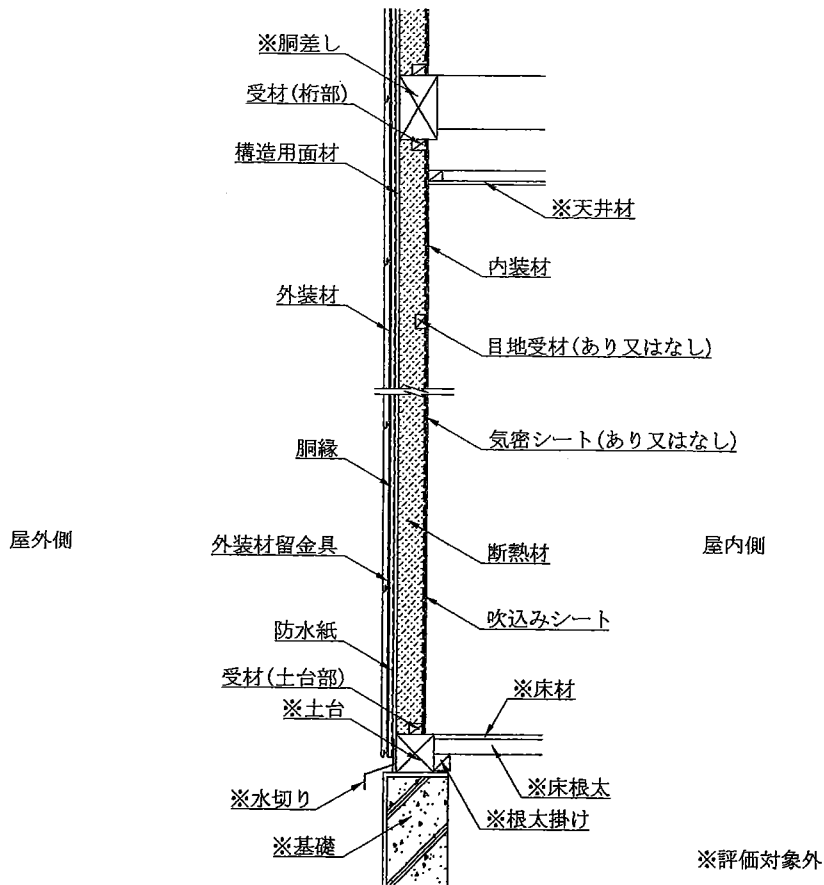 ※胴差し
受材(桁部)
構造用面材
※天井材
内装材
外装材
目地受材(あり又はなし)
気密シート(あり又はなし)
胴縁
屋外側
外装材留金具
断熱材
屋内側
吹込みシート
防水紙
受材(土台部)
※床材
※土台
※床根太
※水切り
※根太掛け
※基礎
※評価対象外